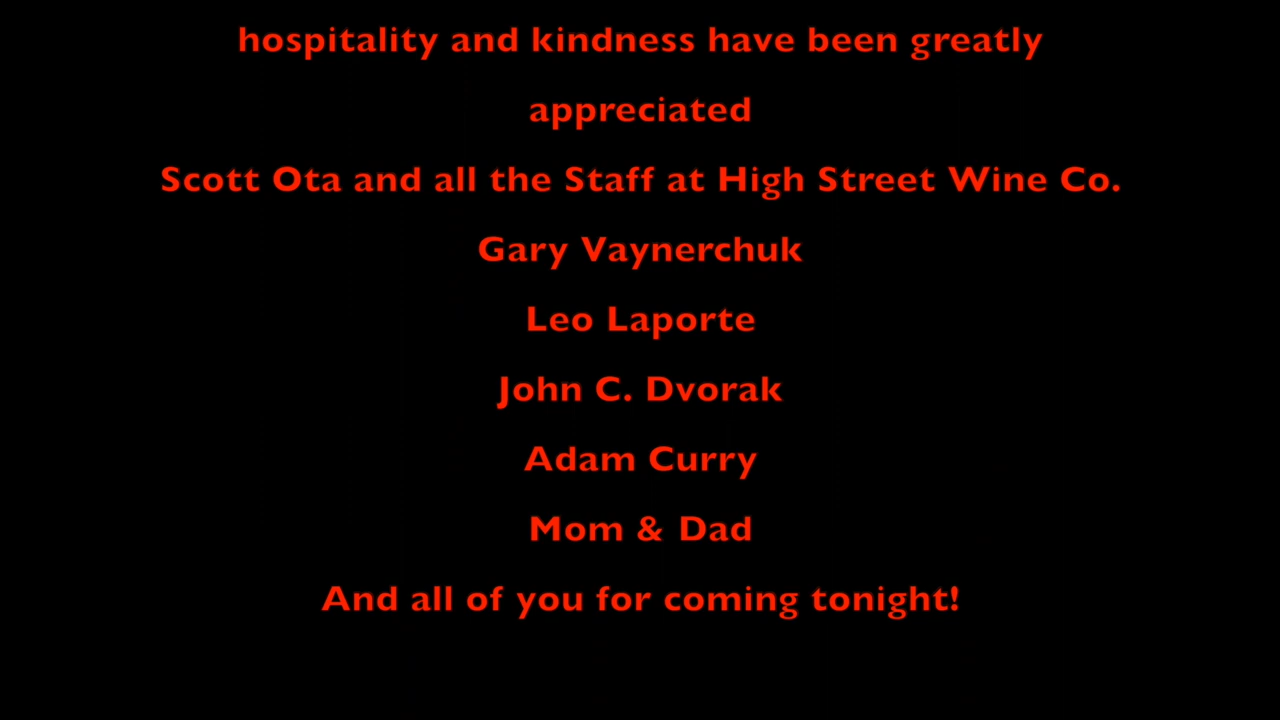 hospitality and kindness have been greatly
appreciated
Scott Ota and all the Staff at High Street Wine Co.
Gary Vaynerchuk
Leo Laporte
John C. Dvorak
Adam Curry
Mom & Dad
And all of you for coming tonight!